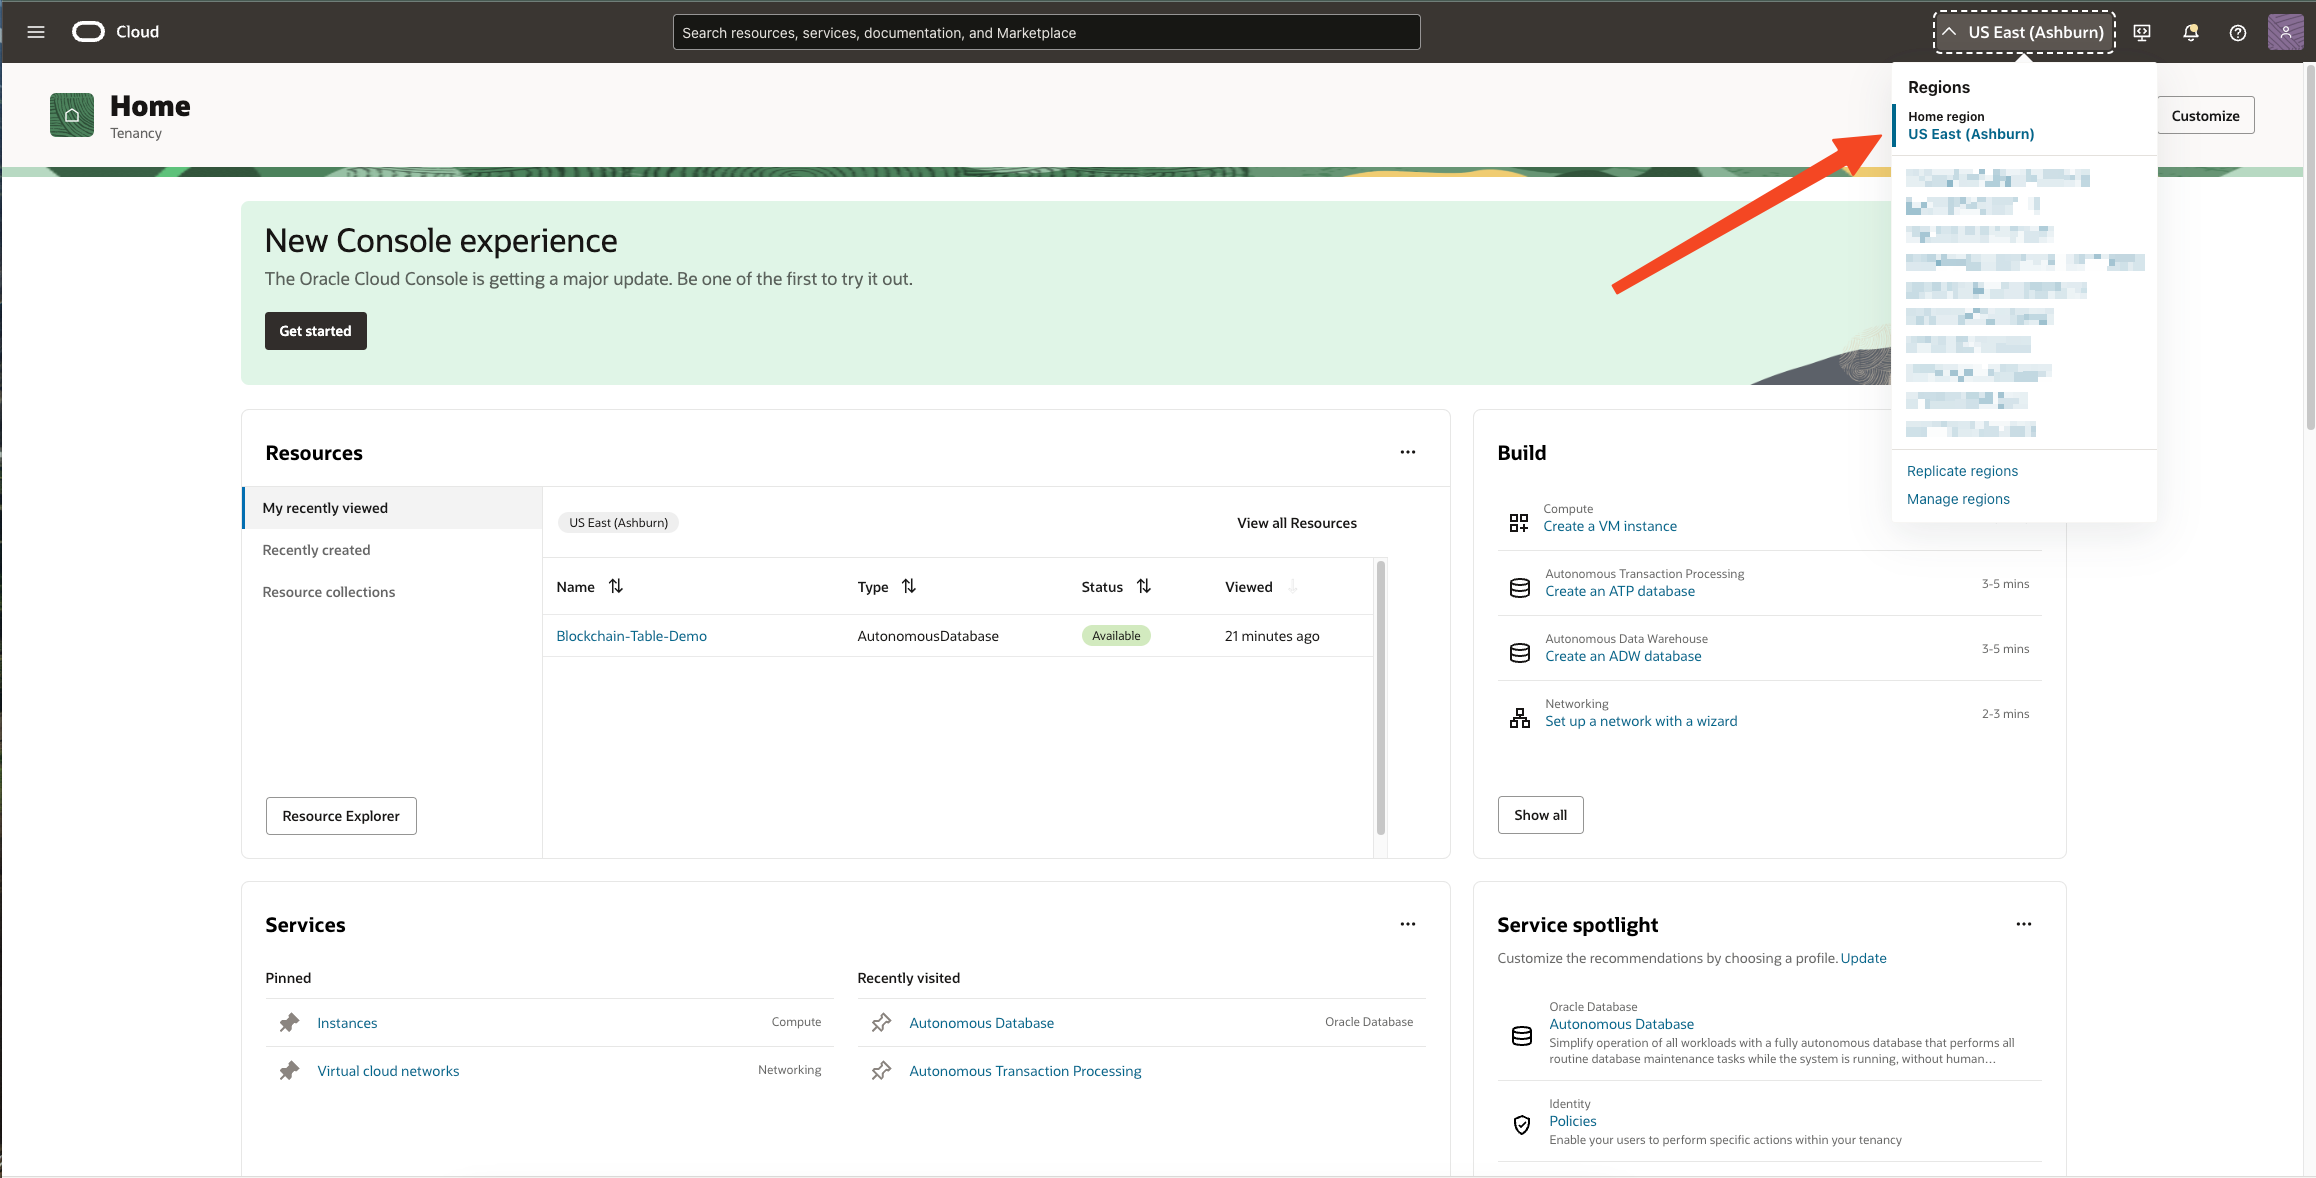 Cloud
Search resources, services, documentation, and Marketplace
US East (Ashburn)
Home
Tenancy
Customize
Regions
Home region
US East (Ashburn)
Replicate regions
Manage regions
New Console experience
The Oracle Cloud Console is getting a major update. Be one of the first to try it out.
Get started
Resources
My recently viewed
Recently created
Resource collections
Resource Explorer
US East (Ashburn)
View all Resources
Name Type Status Viewed
Blockchain-Table-Demo AutonomousDatabase Available 21 minutes ago
Build
Compute
Create a VM instance
Autonomous Transaction Processing
Create an ATP database
3-5 mins
Autonomous Data Warehouse
Create an ADW database
3-5 mins
Networking
Set up a network with a wizard
2-3 mins
Show all
Services
Pinned
Instances Compute
Virtual cloud networks Networking
Recently visited
Autonomous Database Oracle Database
Autonomous Transaction Processing
Service spotlight
Customize the recommendations by choosing a profile. Update
Oracle Database
Autonomous Database
Simplify operation of all workloads with a fully autonomous database that performs all
routine database maintenance tasks while the system is running, without human...
Identity
Policies
Enable your users to perform specific actions within your tenancy